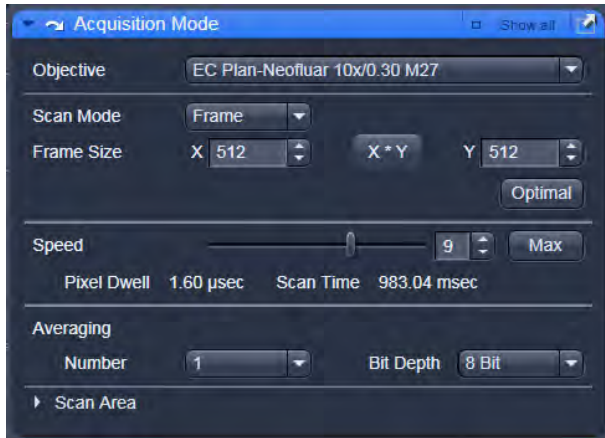 Acquisition Mode Show all
Objective EC Plan-Neofluar 10x/0.30 M27
Scan Mode Frame
Frame Size X 512 X * Y Y 512
Optimal
Speed 9 Max
Pixel Dwell 1.60 µsec Scan Time 983.04 msec
Averaging
Number 1 Bit Depth 8 Bit
Scan Area